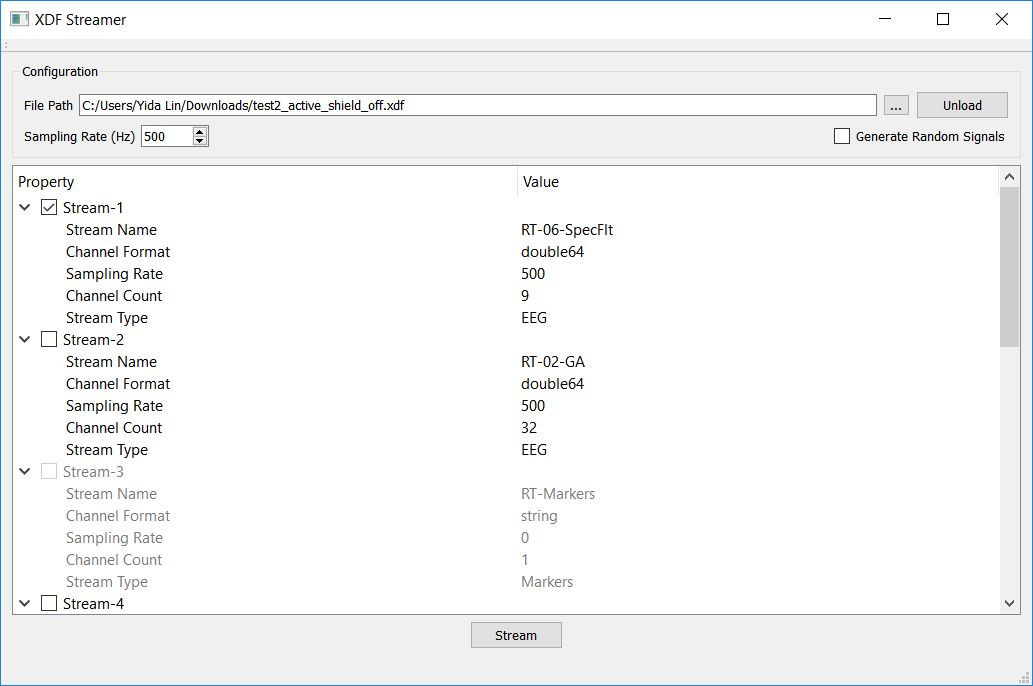 XDF Streamer
Configuration
File Path C:/Users/Yida Lin/Downloads/test2_active_shield_off.xdf ... Unload
Sampling Rate (Hz) 500 Generate Random Signals
Property Value
Stream-1
Stream Name RT-06-SpecFlt
Channel Format double64
Sampling Rate 500
Channel Count 9
Stream Type EEG
Stream-2
Stream Name RT-02-GA
Channel Format double64
Sampling Rate 500
Channel Count 32
Stream Type EEG
Stream-3
Stream Name RT-Markers
Channel Format string
Sampling Rate 0
Channel Count 1
Stream Type Markers
Stream-4
Stream